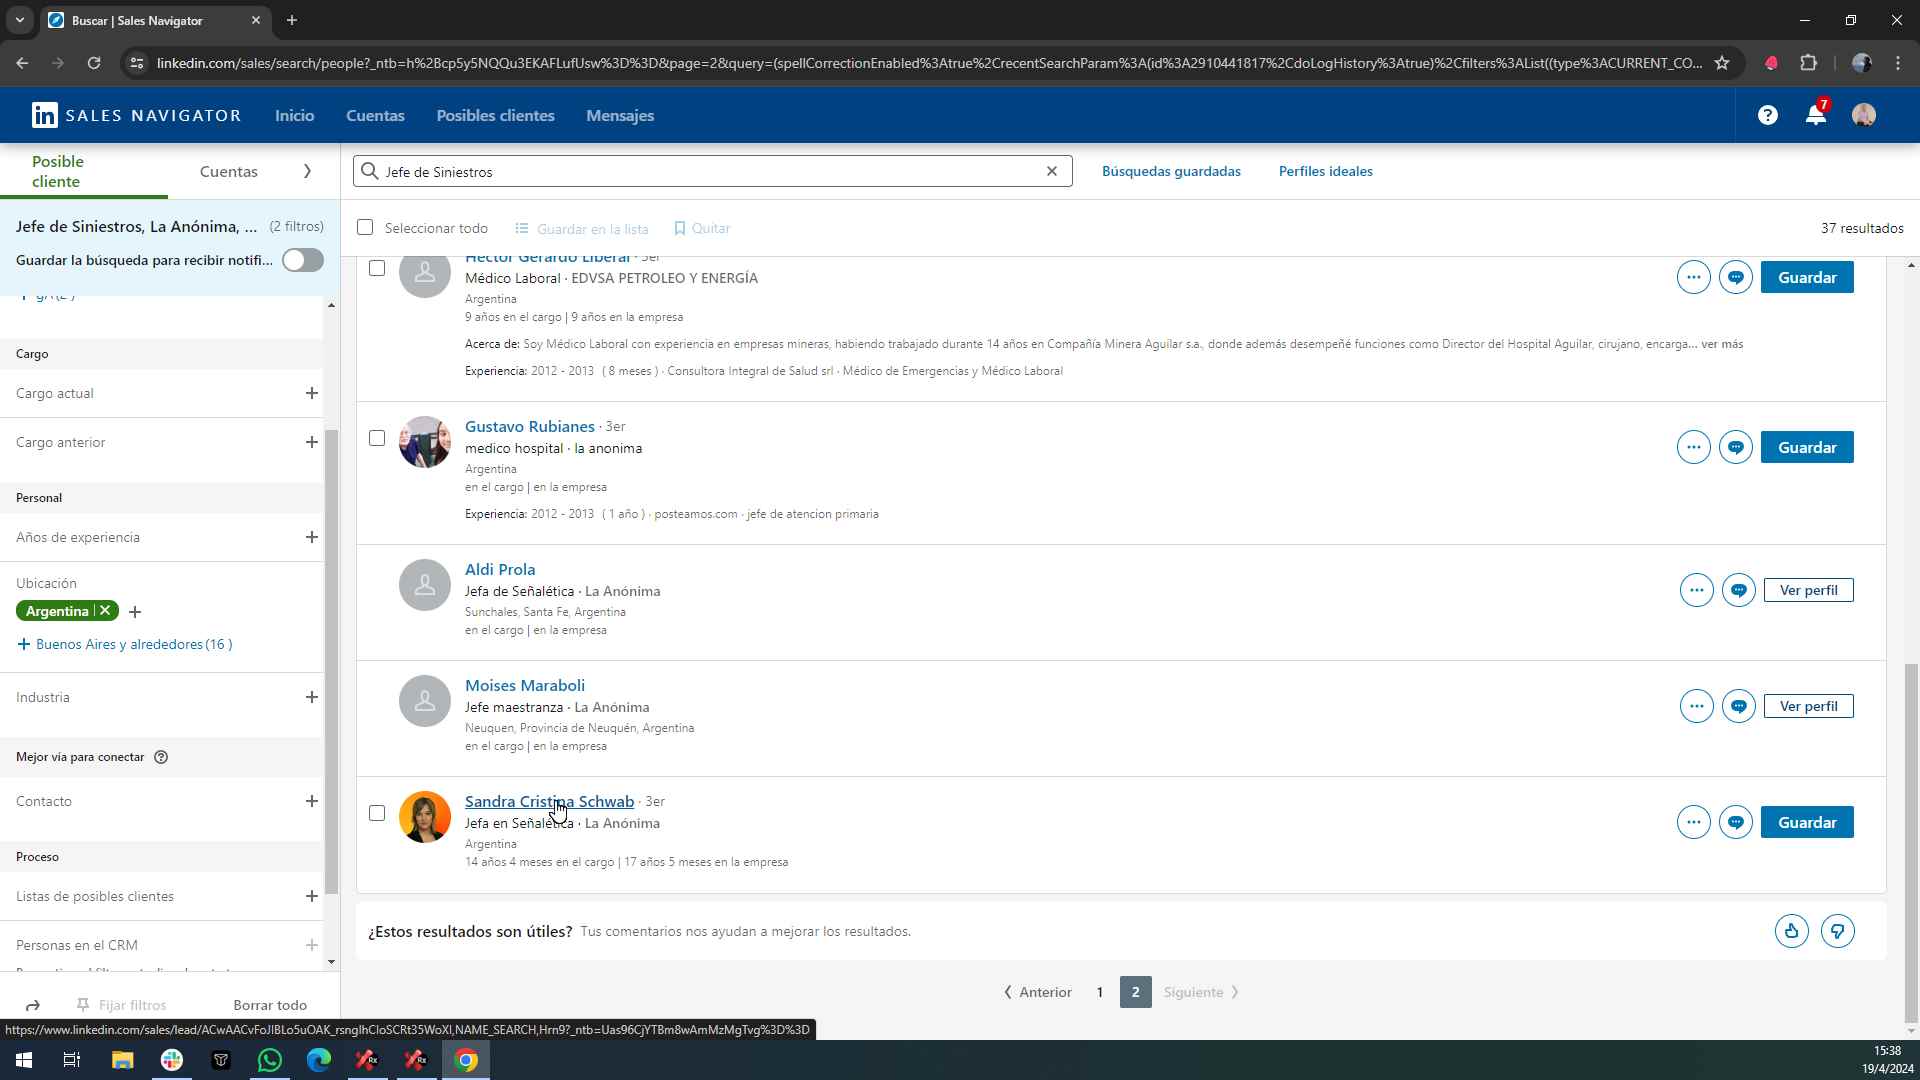 Buscar | Sales Navigator
linkedin.com/sales/search/people?_ntb=h%2Bcp5y5NQQu3EKAFLufUsw%3D%3D&page=2&query=(spellCorrectionEnabled%3Atrue%2CrecentSearchParam%3A(id%3A2910441817%2CdoLogHistory%3Atrue)%2Cfilters%3AList((type%3ACURRENT_CO...
in SALES NAVIGATOR
Inicio
Cuentas
Posibles clientes
Mensajes
?
7
Posible cliente
Cuentas
Jefe de Siniestros
Búsquedas guardadas
Perfiles ideales
Jefe de Siniestros, La Anónima, ... (2 filtros)
Guardar la búsqueda para recibir notifi...
Seleccionar todo
Guardar en la lista
Quitar
37 resultados
Cargo
Cargo actual
Cargo anterior
Personal
Años de experiencia
Ubicación
Argentina
Buenos Aires y alrededores (16 )
Industria
Mejor vía para conectar
Contacto
Proceso
Listas de posibles clientes
Personas en el CRM
Fijar filtros
Borrar todo
Hector Gerardo Liberal · 3er
Médico Laboral · EDVSA PETROLEO Y ENERGÍA
Argentina
9 años en el cargo | 9 años en la empresa
Acerca de: Soy Médico Laboral con experiencia en empresas mineras, habiendo trabajado durante 14 años en Compañía Minera Aguilar s.a., donde además desempeñé funciones como Director del Hospital Aguilar, cirujano, encarga... ver más
Experiencia: 2012 - 2013 ( 8 meses ) · Consultora Integral de Salud srl · Médico de Emergencias y Médico Laboral
Guardar
Gustavo Rubianes · 3er
medico hospital · la anonima
Argentina
en el cargo | en la empresa
Experiencia: 2012 - 2013 ( 1 año ) · posteamos.com · jefe de atencion primaria
Guardar
Aldi Prola
Jefa de Señalética · La Anónima
Sunchales, Santa Fe, Argentina
en el cargo | en la empresa
Ver perfil
Moises Maraboli
Jefe maestranza · La Anónima
Neuquen, Provincia de Neuquén, Argentina
en el cargo | en la empresa
Ver perfil
Sandra Cristina Schwab · 3er
Jefa en Señalética · La Anónima
Argentina
14 años 4 meses en el cargo | 17 años 5 meses en la empresa
Guardar
¿Estos resultados son útiles? Tus comentarios nos ayudan a mejorar los resultados.
Anterior 1 2 Siguiente
15:38
19/4/2024